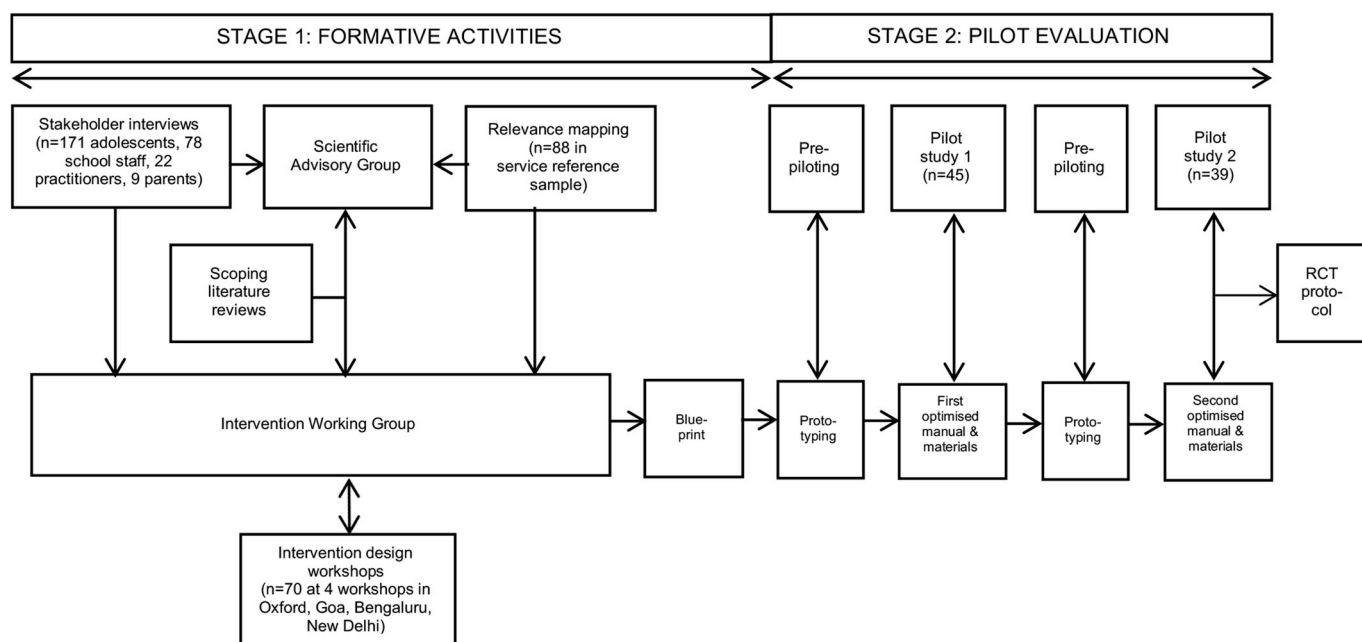 STAGE 1: FORMATIVE ACTIVITIES
STAGE 2: PILOT EVALUATION
Stakeholder interviews
(n=171 adolescents, 78
school staff, 22
practitioners, 9 parents)
Scientific
Advisory Group
Relevance mapping
(n=88 in
service reference
sample)
Pre-
piloting
Pilot
study 1
(n=45)
Pre-
piloting
Pilot
study 2
(n=39)
Scoping
literature
reviews
RCT
proto-
col
Intervention Working Group
Blue-
print
Proto-
typing
First
optimised
manual &
materials
Proto-
typing
Second
optimised
manual &
materials
Intervention design
workshops
(n=70 at 4 workshops in
Oxford, Goa, Bengaluru,
New Delhi)